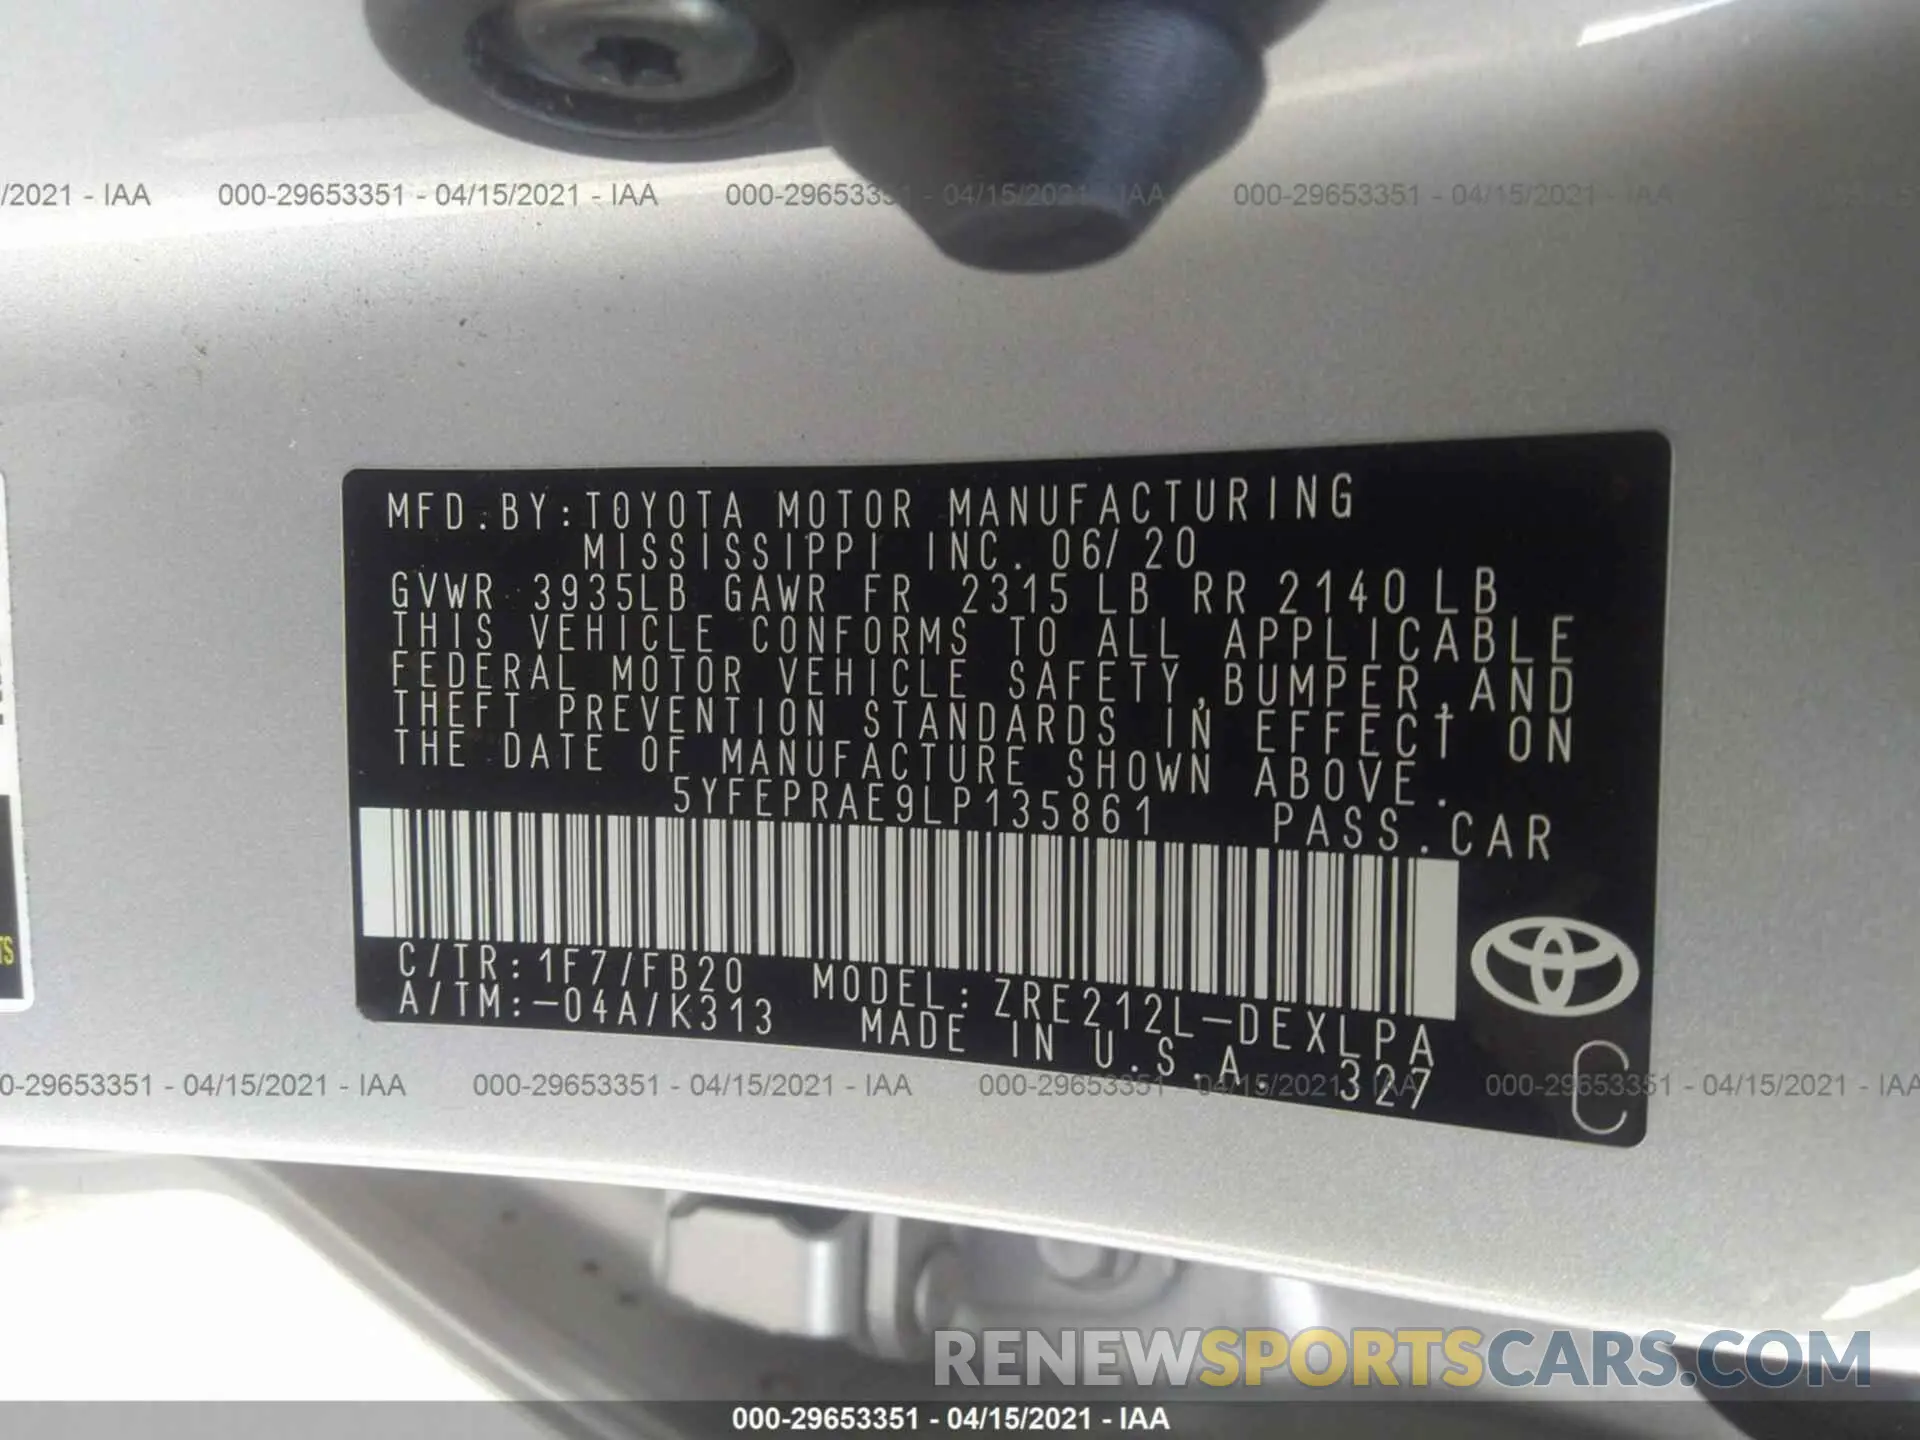 /2021 - IAA 000-29653351 - 04/15/2021 - IAA 000-29653351 - 04/15/2021 - IAA 000-29653351 - 04/15/2021 - IAA
MFD.BY:TOYOTA MOTOR MANUFACTURING
MISSISSIPPI INC. 06/20
GVWR 3935LB GAWR FR 2315LB RR 2140LB
THIS VEHICLE CONFORMS TO ALL APPLICABLE
FEDERAL MOTOR VEHICLE SAFETY,BUMPER,AND
THEFT PREVENTION STANDARDS IN EFFECT ON
THE DATE OF MANUFACTURE SHOWN ABOVE.
5YFEPRAE9LP135861 PASS.CAR
C/TR:1F7/FB20 MODEL:ZRE212L-DEXLPA
A/TM:-04A/K313 MADE IN U.S.A. 327
C
0-29653351 - 04/15/2021 - IAA 000-29653351 - 04/15/2021 - IAA 000-29653351 - 04/15/2021 - IAA 000-29653351 - 04/15/2021 - IAA
RENEWSPORTSCARS.COM
000-29653351 - 04/15/2021 - IAA